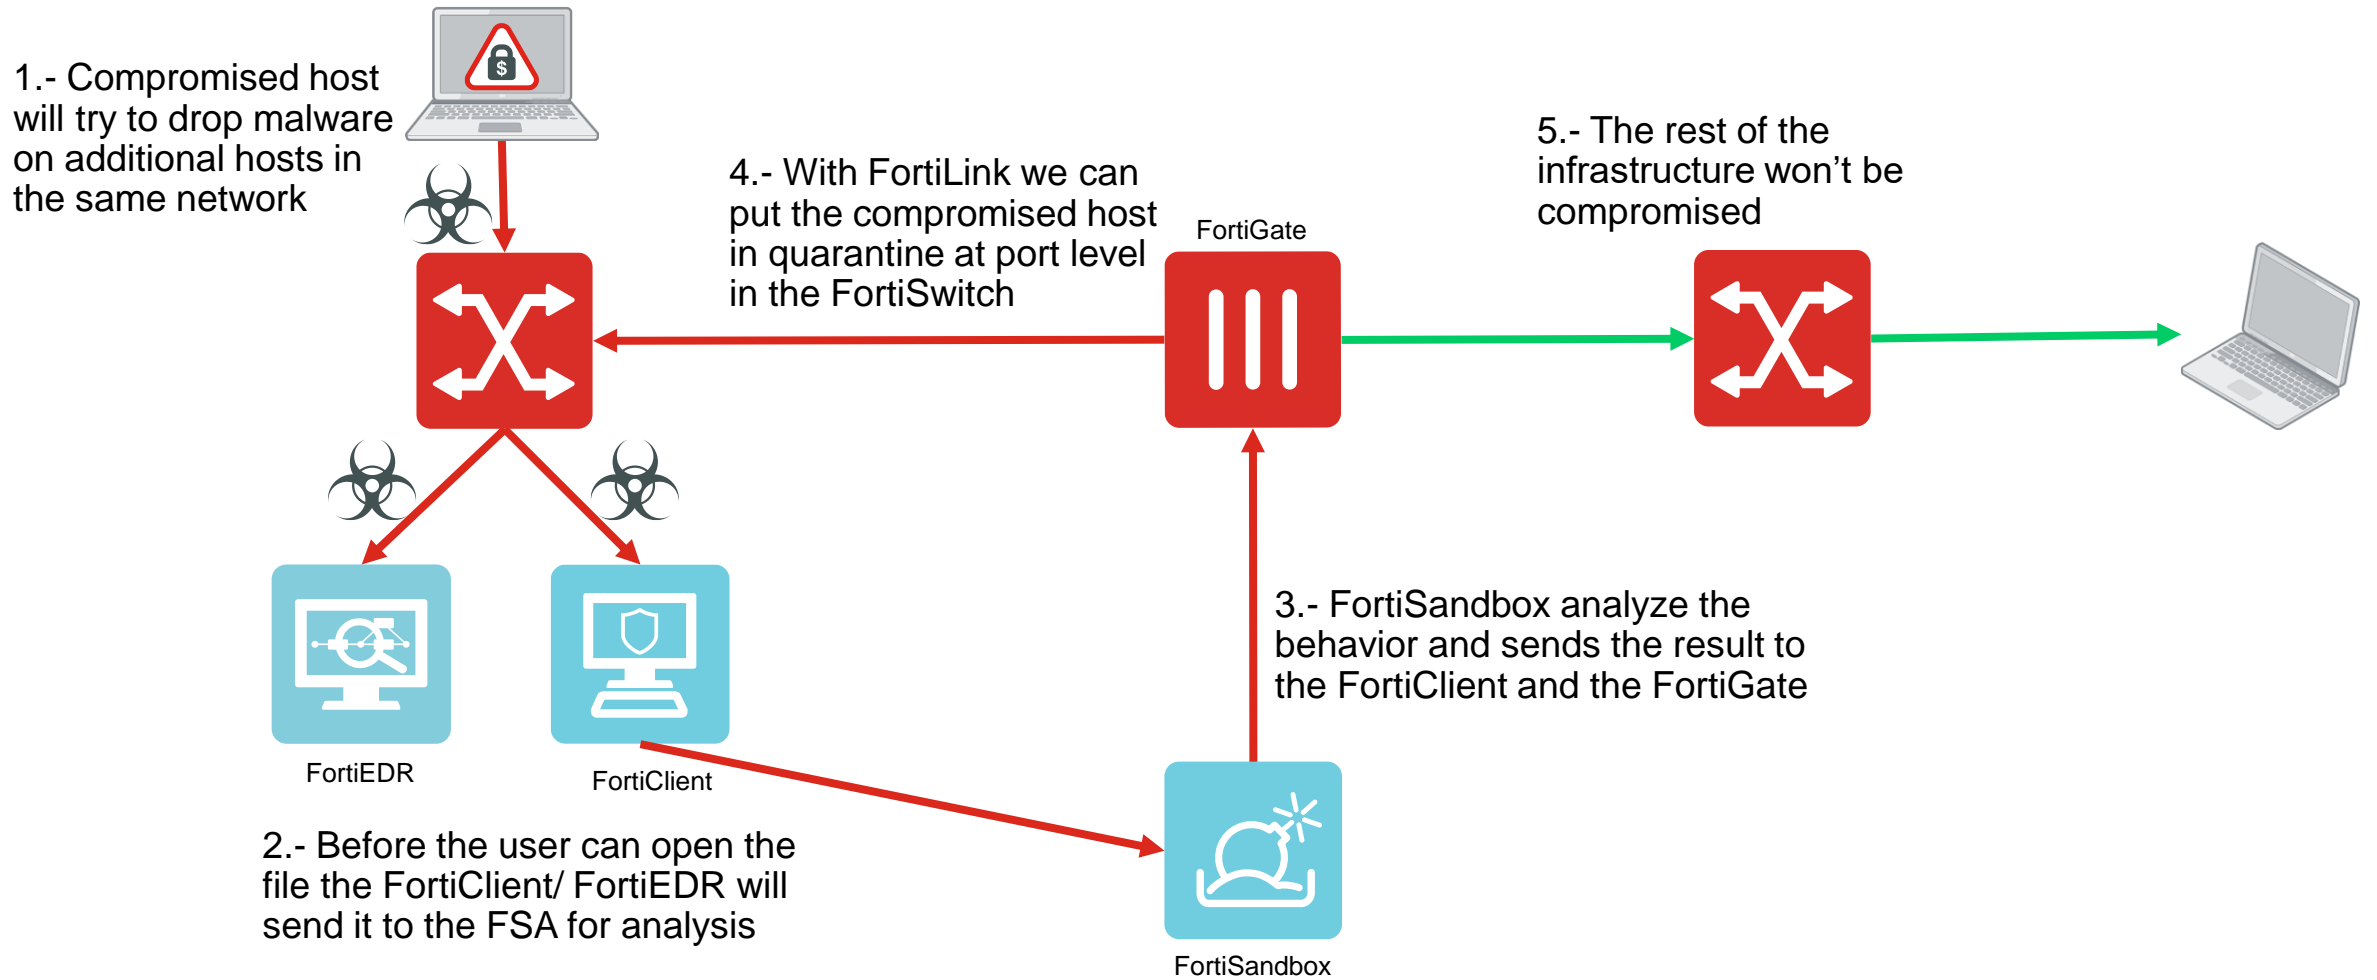 1.- Compromised host
will try to drop malware
on additional hosts in
the same network
$
4.- With FortiLink we can
put the compromised host
in quarantine at port level
in the FortiSwitch
FortiGate
5.- The rest of the
infrastructure won’t be
compromised
FortiEDR
FortiClient
2.- Before the user can open the
file the FortiClient/ FortiEDR will
send it to the FSA for analysis
3.- FortiSandbox analyze the
behavior and sends the result to
the FortiClient and the FortiGate
FortiSandbox